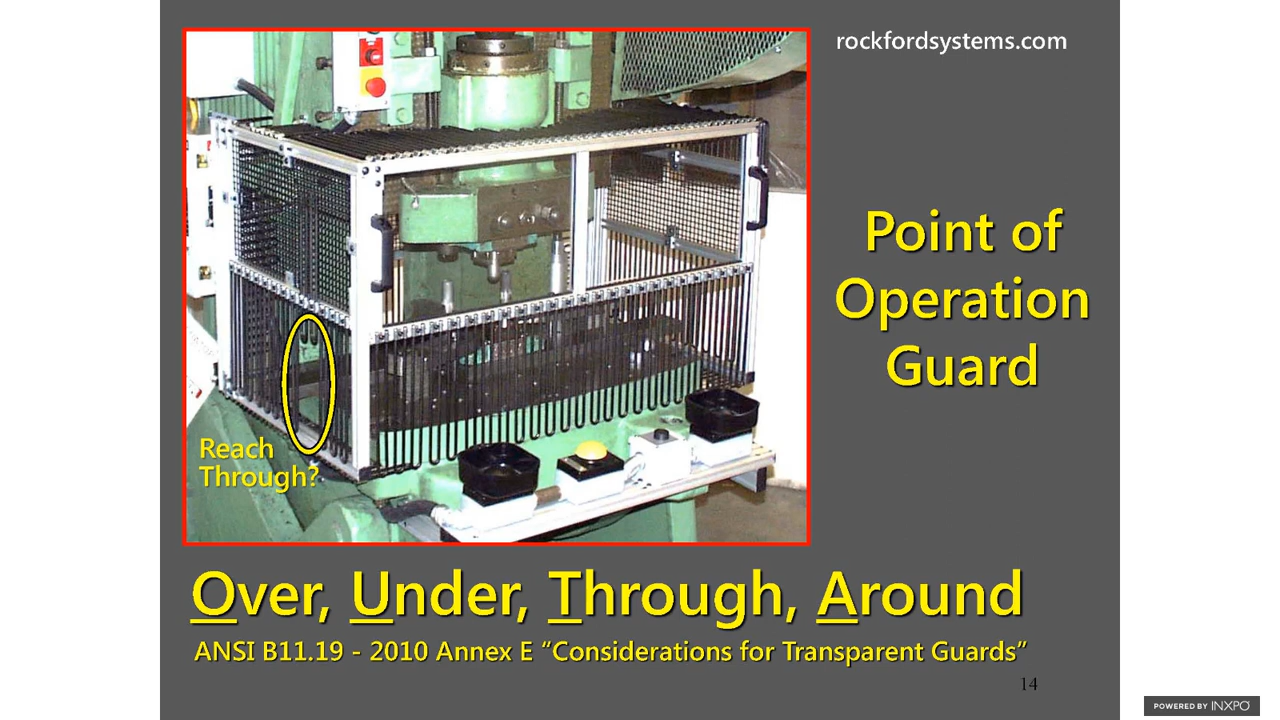 rockfordsystems.com
Point of
Operation
Guard
Reach
Through?
Over, Under, Through, Around
ANSI B11.19 - 2010 Annex E “Considerations for Transparent Guards”
14
POWERED BY INXPO